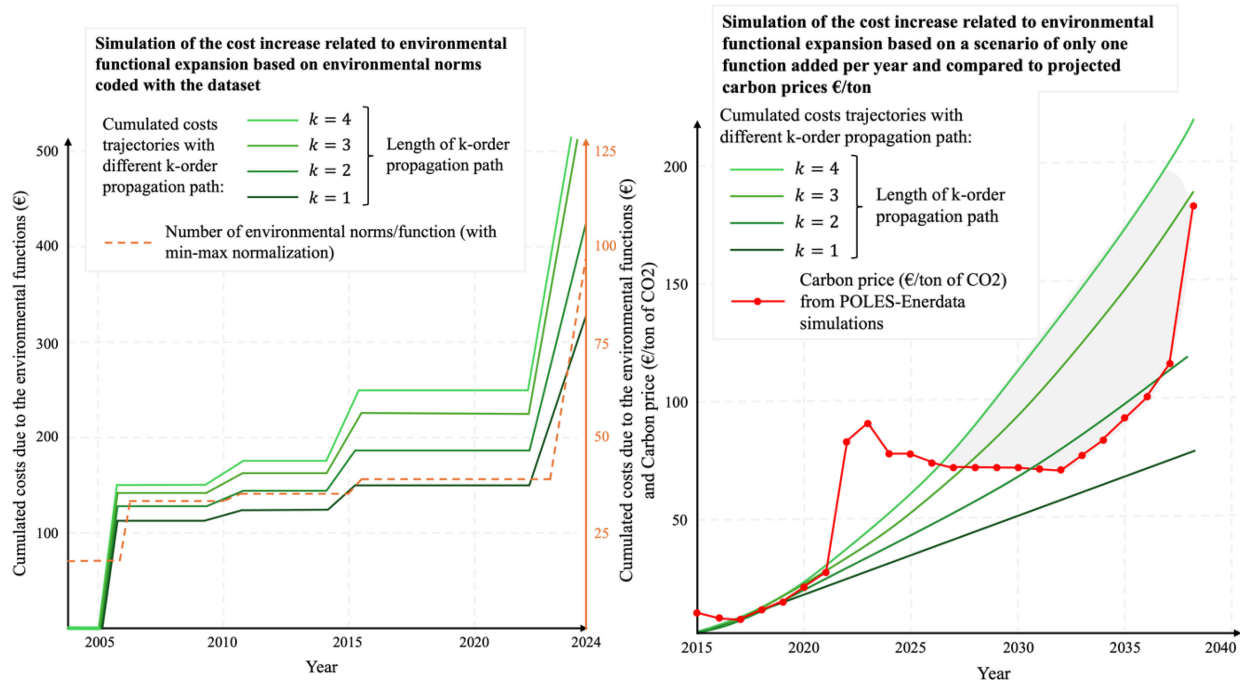 Simulation of the cost increase related to environmental
functional expansion based on environmental norms
coded with the dataset
Cumulated costs
trajectories with
different k-order
propagation path:
k = 4
k = 3
k = 2
k = 1
Length of k-order
propagation path
Number of environmental norms/function (with
min-max normalization)
Cumulated costs due to the environmental functions (€)
500
400
300
200
100
125
100
75
50
25
2005
2010
2015
2020
2024
Year
Simulation of the cost increase related to environmental
functional expansion based on a scenario of only one
function added per year and compared to projected
carbon prices €/ton
Cumulated costs trajectories with
different k-order propagation path:
k = 4
k = 3
k = 2
k = 1
Length of k-order
propagation path
Carbon price (€/ton of CO2)
from POLES-Enerdata
simulations
Cumulated costs due to the environmental functions (€)
and Carbon price (€/ton of CO2)
200
150
100
50
2015
2020
2025
2030
2035
2040
Year